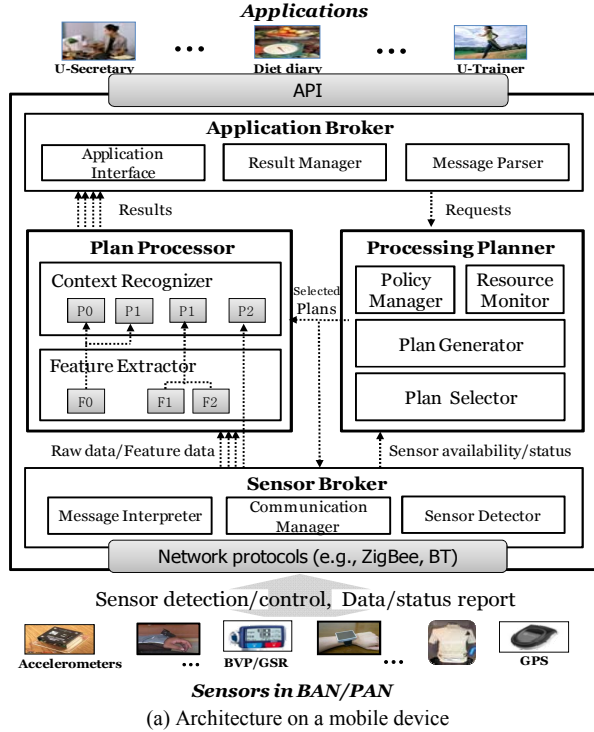 Applications
U-Secretary
Diet diary
U-Trainer
API
Application Broker
Application
Interface
Result Manager
Message Parser
Results
Requests
Plan Processor
Context Recognizer
P0 P1 P1 P2
Feature Extractor
F0 F1 F2
Selected
Plans
Processing Planner
Policy
Manager
Resource
Monitor
Plan Generator
Plan Selector
Raw data/Feature data
Sensor availability/status
Sensor Broker
Message Interpreter
Communication
Manager
Sensor Detector
Network protocols (e.g., ZigBee, BT)
Sensor detection/control, Data/status report
Accelerometers
...
BVP/GSR
...
GPS
Sensors in BAN/PAN
(a) Architecture on a mobile device